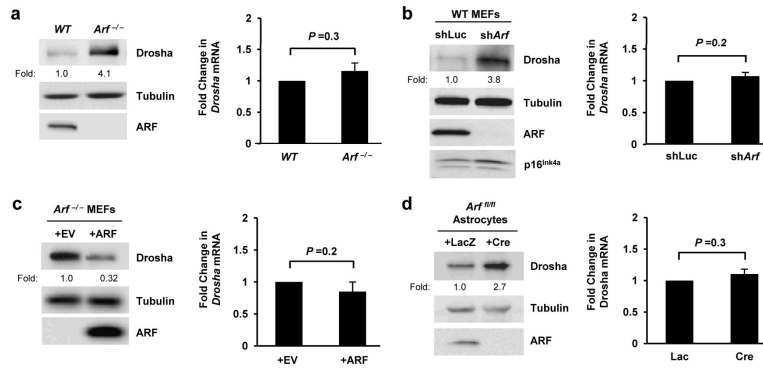 a
WT Arf –/–
Drosha
Fold: 1.0 4.1
Tubulin
ARF
Fold Change in
Drosha mRNA
2
1.5
1
0.5
0
P =0.3
WT Arf –/–
b
WT MEFs
shLuc shArf
Drosha
Fold: 1.0 3.8
Tubulin
ARF
p16Ink4a
Fold Change in
Drosha mRNA
2
1.5
1
0.5
0
P =0.2
shLuc shArf
c
Arf –/– MEFs
+EV +ARF
Drosha
Fold: 1.0 0.32
Tubulin
ARF
Fold Change in
Drosha mRNA
2
1.5
1
0.5
0
P =0.2
+EV +ARF
d
Arf fl/fl
Astrocytes
+LacZ +Cre
Drosha
Fold: 1.0 2.7
Tubulin
ARF
Fold Change in
Drosha mRNA
2
1.5
1
0.5
0
P =0.3
Lac Cre